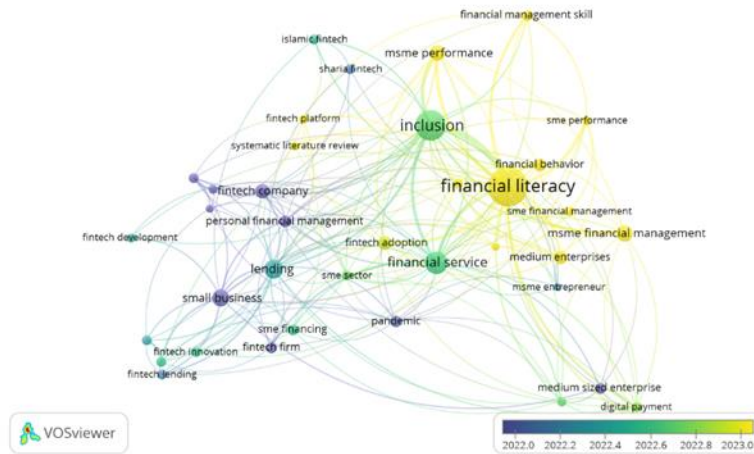 financial management skill
islamic fintech
msme performance
sharia fintech
fintech platform
inclusion
sme performance
systematic literature review
financial behavior
fintech company
financial literacy
personal financial management
sme financial management
fintech development
fintech adoption
msme financial management
lending
financial service
medium enterprises
sme sector
msme entrepreneur
small business
pandemic
sme financing
fintech firm
fintech innovation
fintech lending
medium sized enterprise
digital payment
VOSviewer
2022.0 2022.2 2022.4 2022.6 2022.8 2023.0